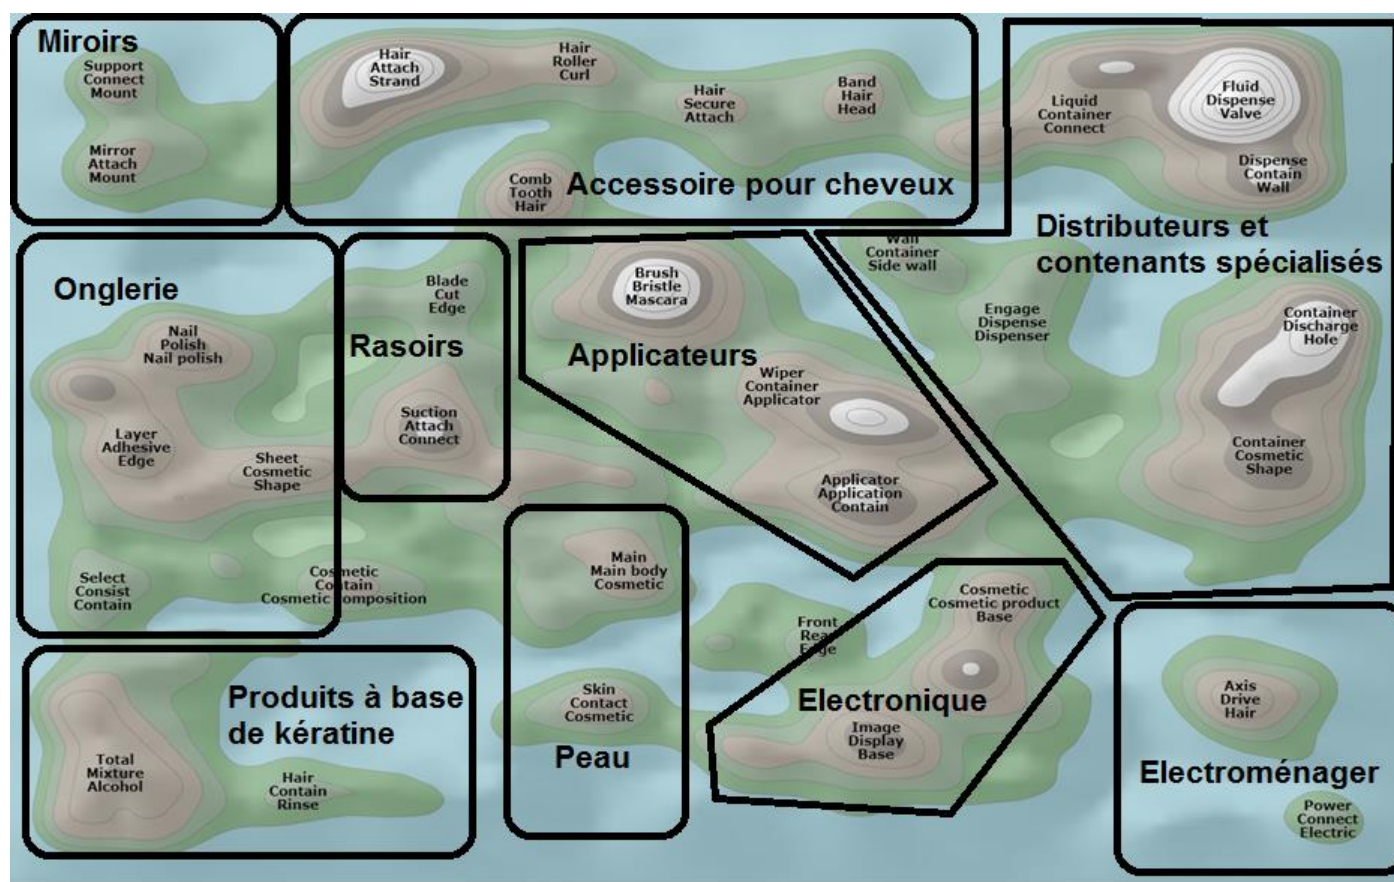 Miroirs
Support
Connect
Mount
Mirror
Attach
Mount
Hair
Attach
Strand
Hair
Roller
Curl
Hair
Secure
Attach
Band
Hair
Head
Comb
Tooth
Hair
Accessoire pour cheveux
Liquid
Container
Connect
Fluid
Dispense
Valve
Dispense
Contain
Wall
Distributeurs et
contenants spécialisés
Wall
Container
Side wall
Engage
Dispense
Dispenser
Container
Discharge
Hole
Container
Cosmetic
Shape
Onglerie
Nail
Polish
Nail polish
Layer
Adhesive
Edge
Sheet
Cosmetic
Shape
Select
Consist
Contain
Cosmetic
Contain
Cosmetic composition
Blade
Cut
Edge
Rasoirs
Suction
Attach
Connect
Brush
Bristle
Mascara
Applicateurs
Wiper
Container
Applicator
Applicator
Application
Contain
Main
Main body
Cosmetic
Skin
Contact
Cosmetic
Peau
Front
Rear
Edge
Cosmetic
Cosmetic product
Base
Electronique
Image
Display
Base
Produits à base
de kératine
Total
Mixture
Alcohol
Hair
Contain
Rinse
Axis
Drive
Hair
Electroménager
Power
Connect
Electric